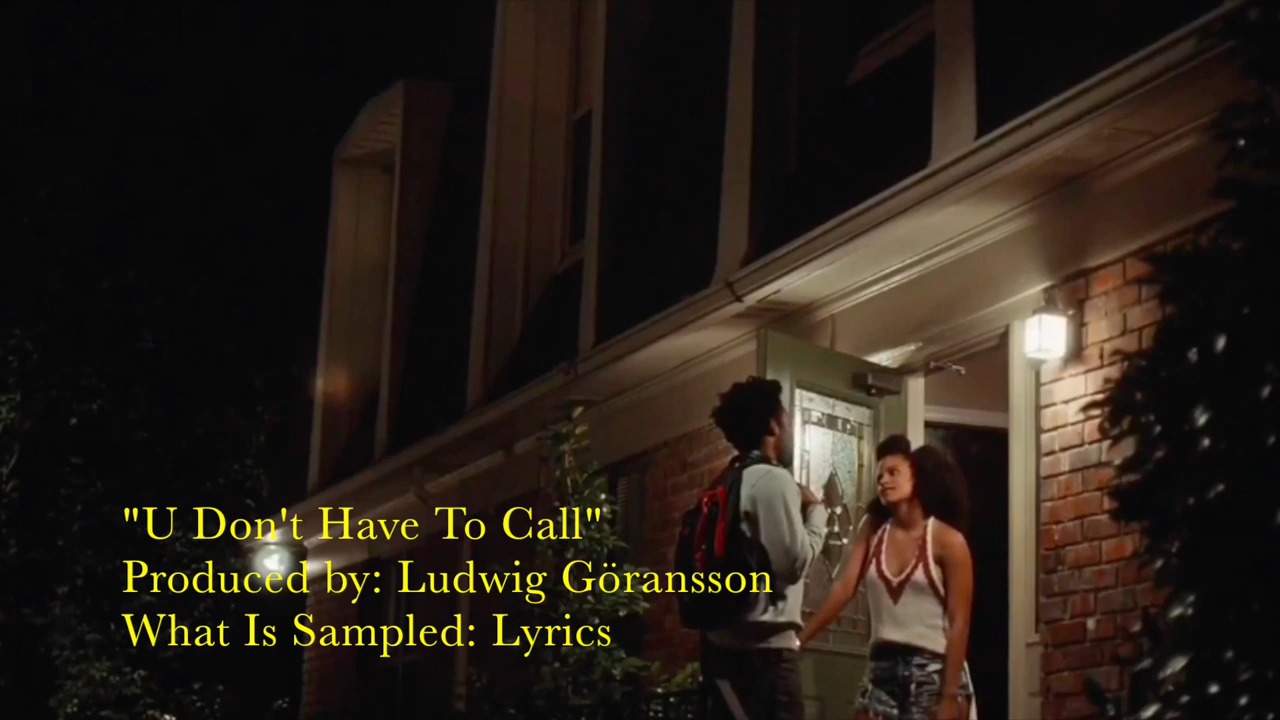 "U Don't Have To Call"
Produced by: Ludwig Göransson
What Is Sampled: Lyrics